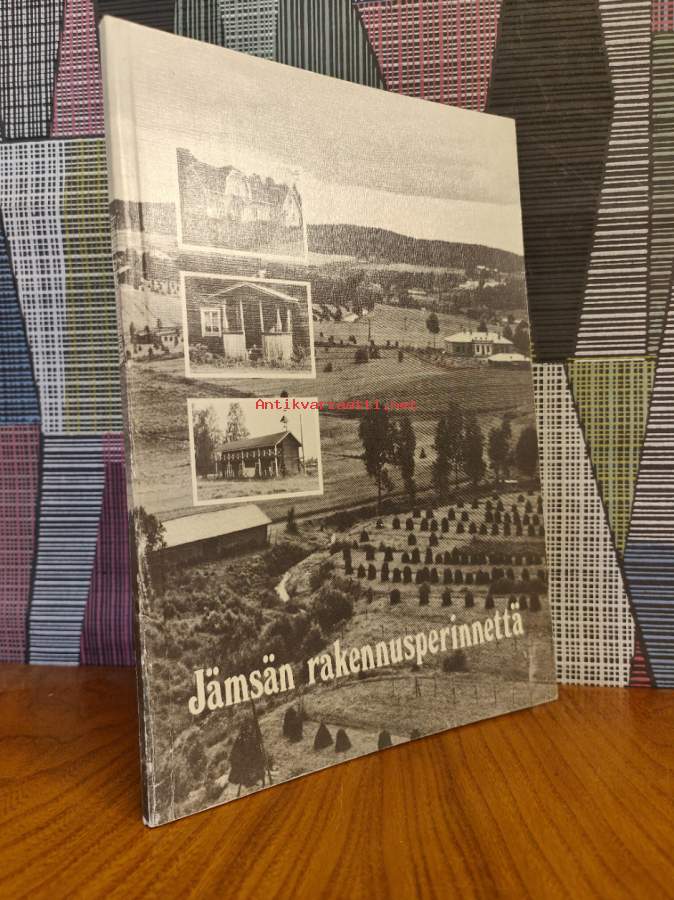 Antikvariaatti.net
Jämsän rakennusperinnettä